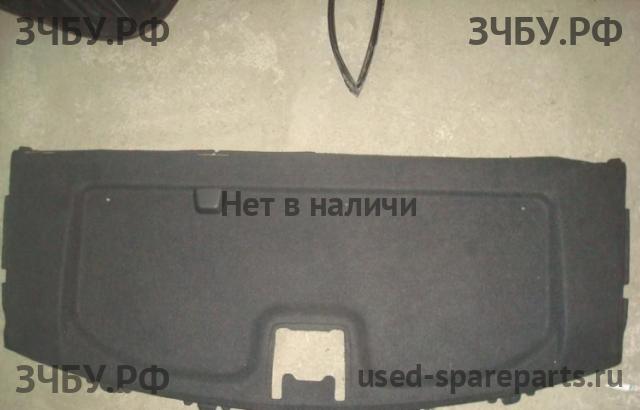 ЗЧБУ.РФ ЗЧБУ.РФ
Нет в наличи
ЗЧБУ.РФ used-spareparts.ru